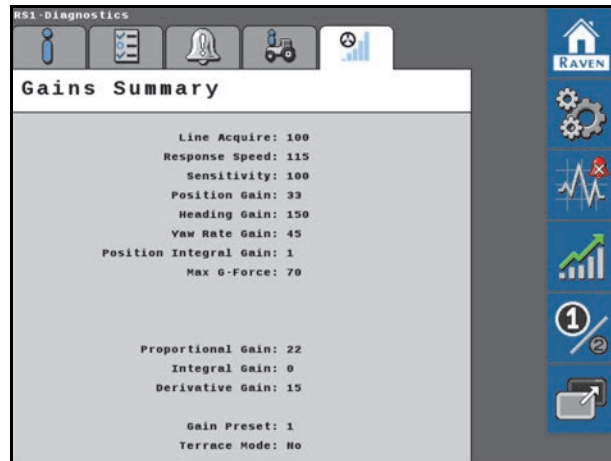 RS1-Diagnostics
RAVEN
Gains Summary
Line Acquire: 100
Response Speed: 115
Sensitivity: 100
Position Gain: 33
Heading Gain: 150
Yaw Rate Gain: 45
Position Integral Gain: 1
Max G-Force: 70
Proportional Gain: 22
Integral Gain: 0
Derivative Gain: 15
Gain Preset: 1
Terrace Mode: No
1/2